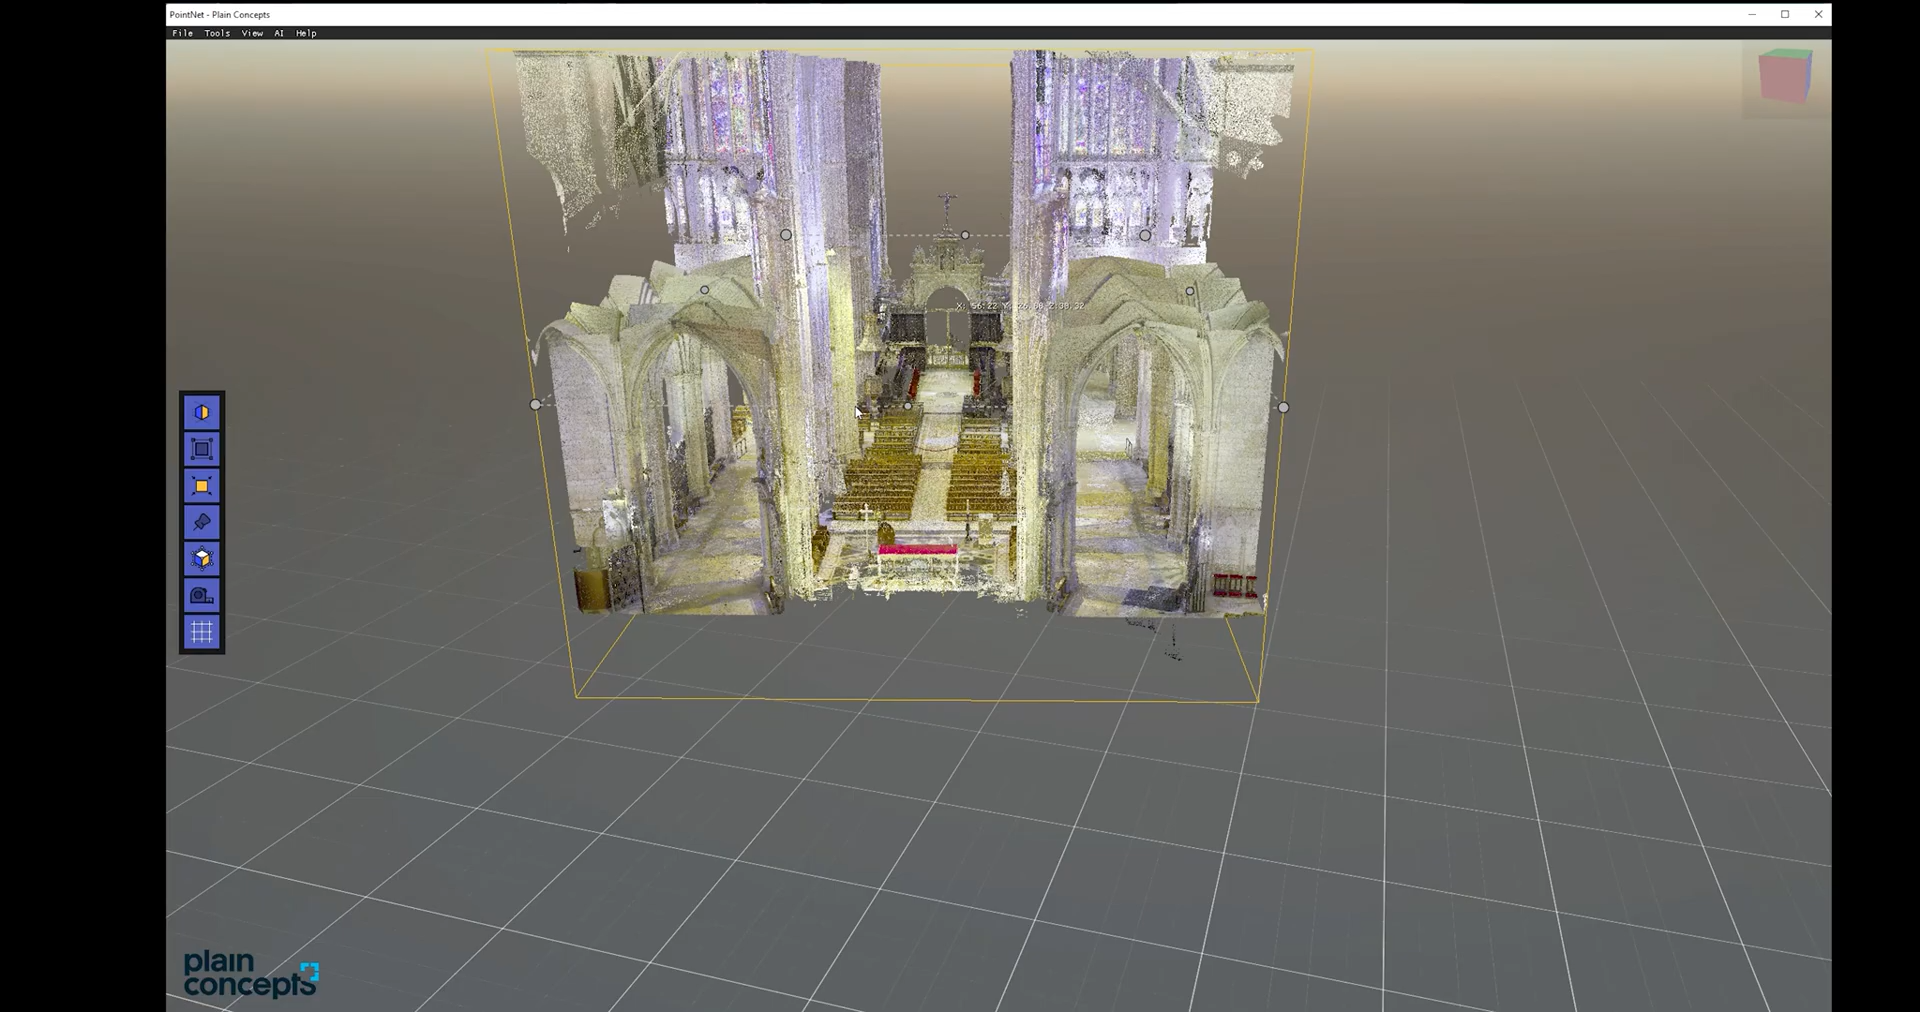 PointNet - Plain Concepts
File Tools View AI Help
plain
concepts